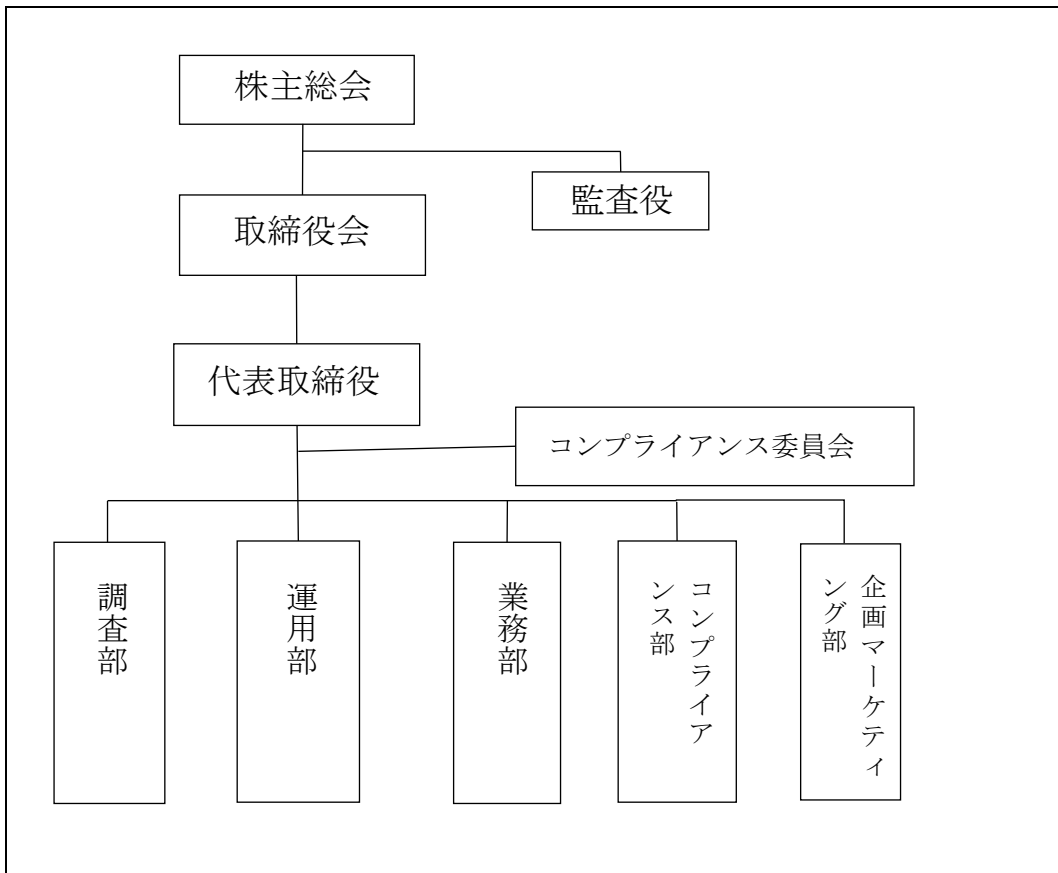 株主総会
監査役
取締役会
代表取締役
コンプライアンス委員会
調査部
運用部
業務部
コンプライア
ンス部
企画マーケティ
ング部